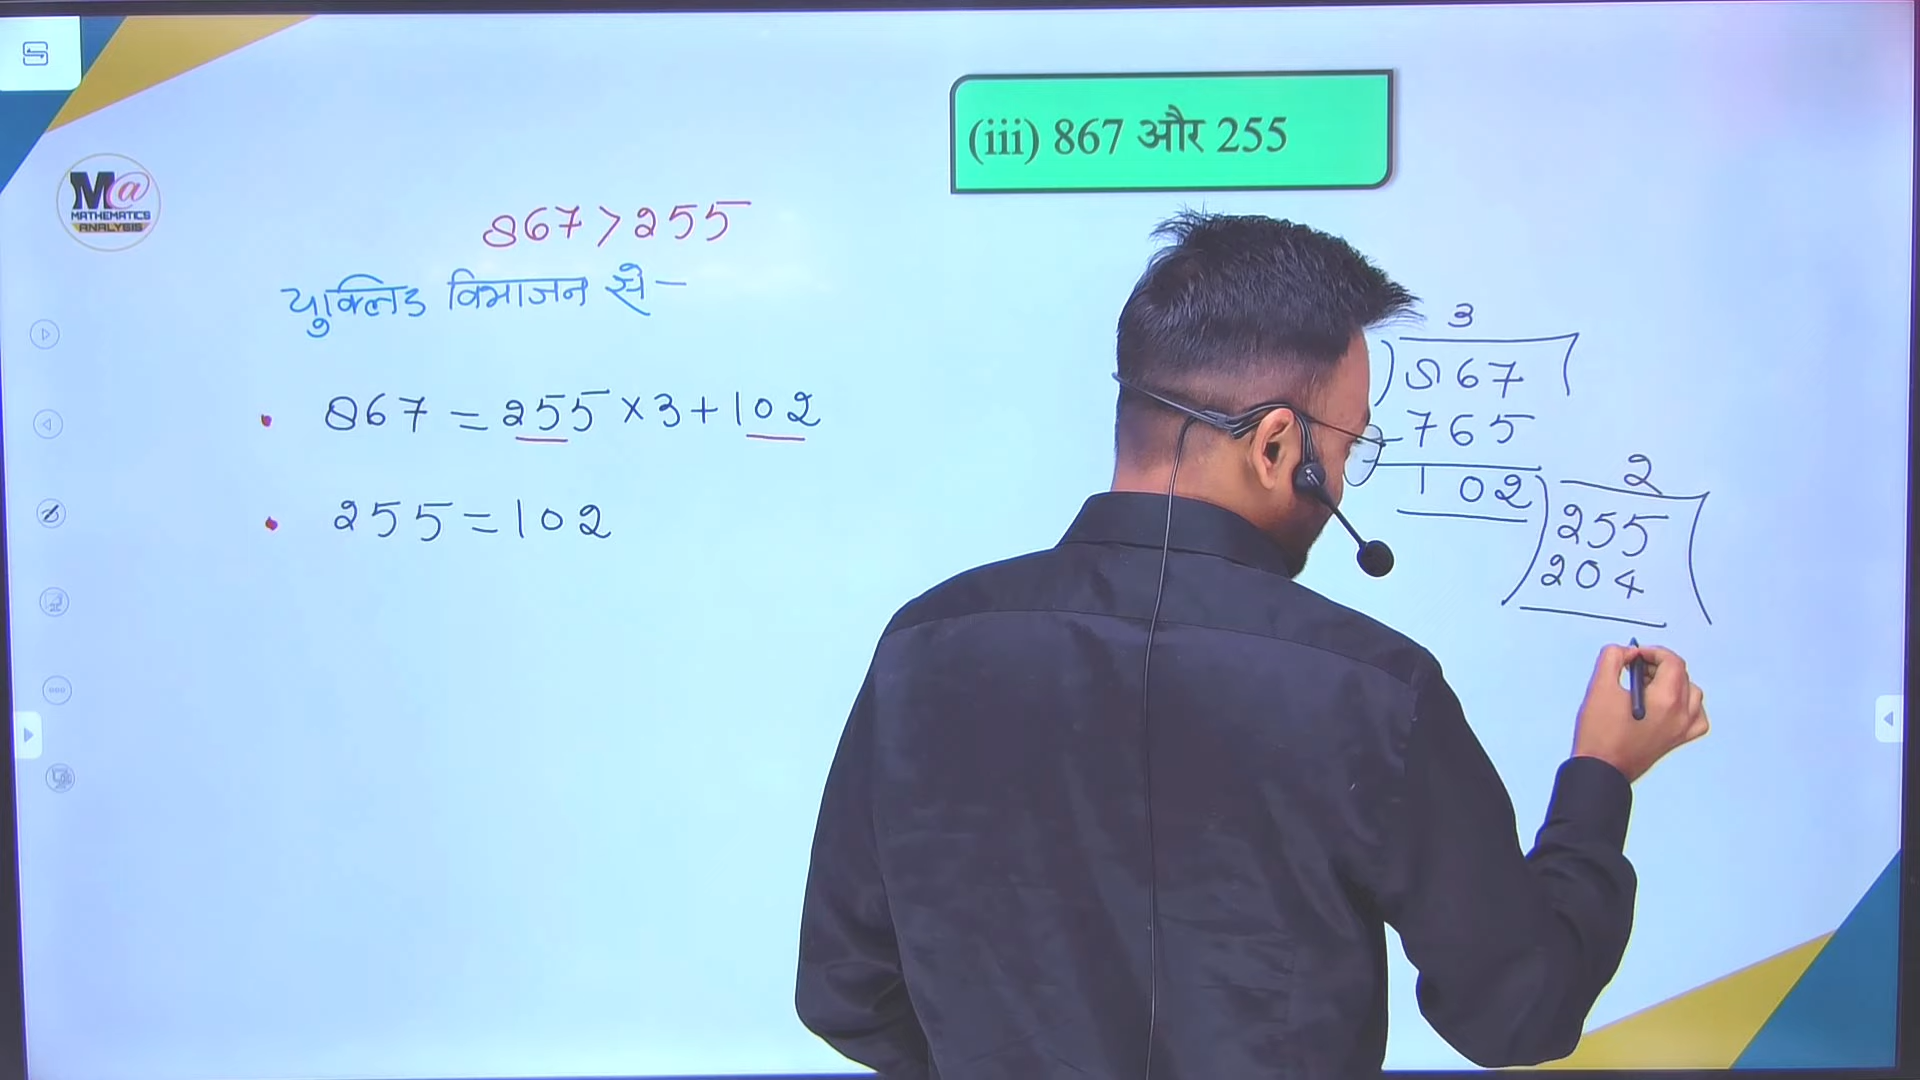 (iii) 867 और 255
M@
MATHEMATICS
ANALYSIS
867 > 255
युक्लिड विभाजन से —
• 867 = 255 × 3 + 102
• 255 = 102
3
) 867 (
- 765
102 ) 255 (
2
204